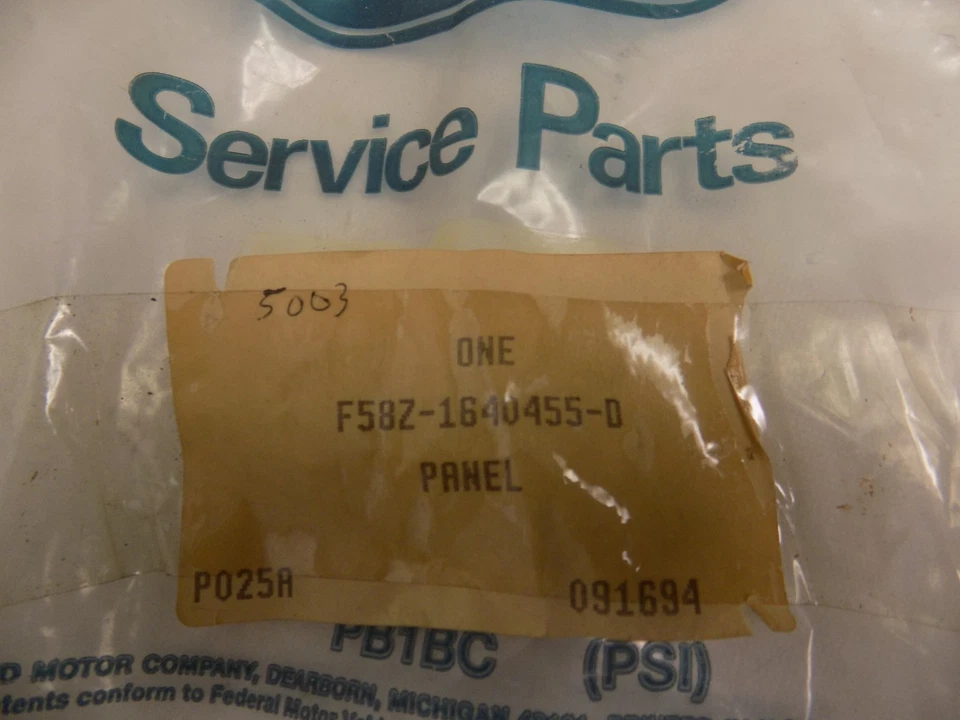 Service Parts
5003
ONE
F58Z-1640455-D
PANEL
P025A 091694
PB1BC (PSI)
D MOTOR COMPANY, DEARBORN, MICHIGAN
tents conform to Federal Motor